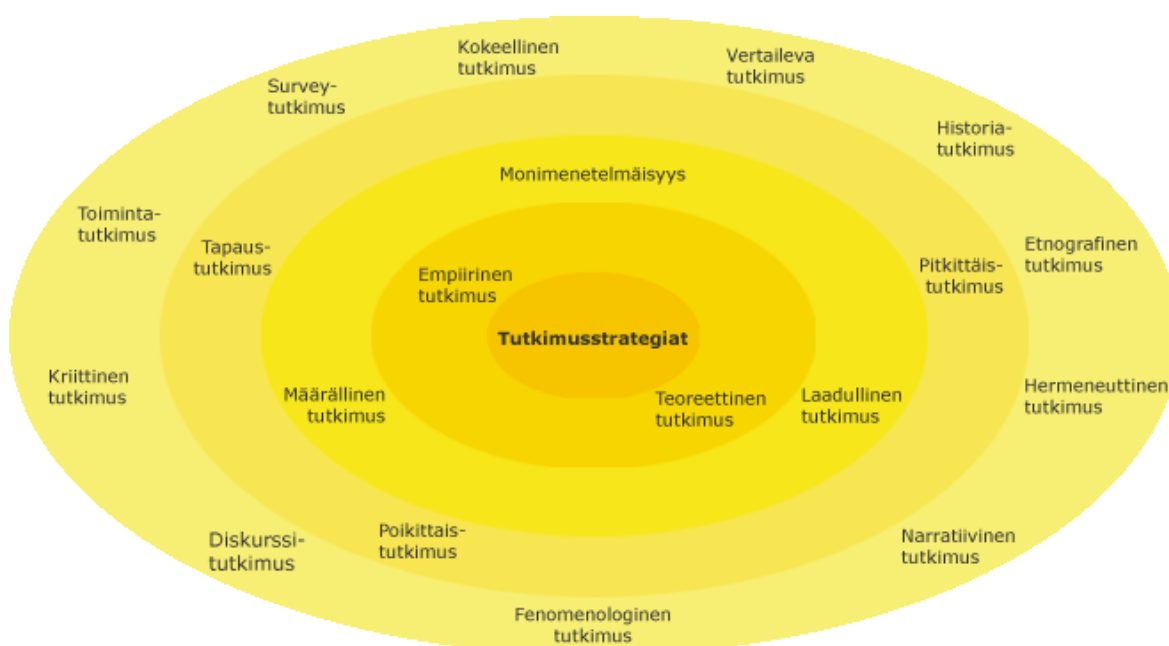 Kokeellinen
tutkimus
Vertaileva
tutkimus
Survey-
tutkimus
Historia-
tutkimus
Monimenetelmäisyys
Toiminta-
tutkimus
Tapaus-
tutkimus
Empiirinen
tutkimus
Pitkittäis-
tutkimus
Etnografinen
tutkimus
Tutkimusstrategiat
Kriittinen
tutkimus
Määrällinen
tutkimus
Teoreettinen
tutkimus
Laadullinen
tutkimus
Hermeneuttinen
tutkimus
Diskurssi-
tutkimus
Poikittais-
tutkimus
Narratiivinen
tutkimus
Fenomenologinen
tutkimus